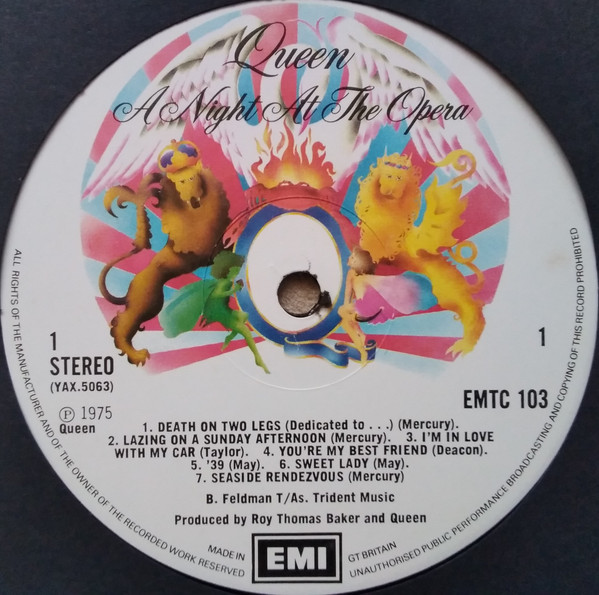 Queen
A Night At The Opera
1
STEREO
(YAX.5063)
Ⓟ 1975
Queen
1
EMTC 103
1. DEATH ON TWO LEGS (Dedicated to . . .) (Mercury).
2. LAZING ON A SUNDAY AFTERNOON (Mercury). 3. I'M IN LOVE
WITH MY CAR (Taylor). 4. YOU'RE MY BEST FRIEND (Deacon).
5. '39 (May). 6. SWEET LADY (May).
7. SEASIDE RENDEZVOUS (Mercury)
B. Feldman T/As. Trident Music
Produced by Roy Thomas Baker and Queen
ALL RIGHTS OF THE MANUFACTURER AND OF THE OWNER OF THE RECORDED WORK RESERVED
MADE IN
EMI
GT BRITAIN
UNAUTHORISED PUBLIC PERFORMANCE BROADCASTING AND COPYING OF THIS RECORD PROHIBITED